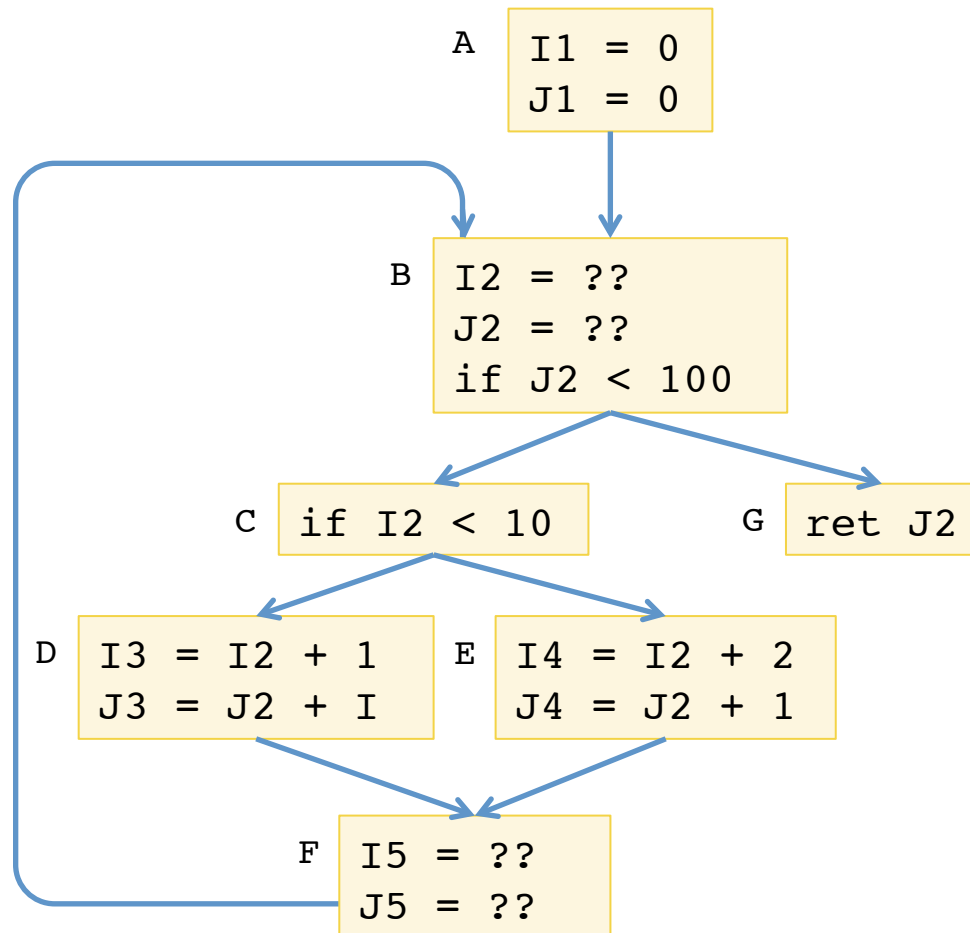 A
I1 = 0
J1 = 0
B
I2 = ??
J2 = ??
if J2 < 100
C
if I2 < 10
G
ret J2
D
I3 = I2 + 1
J3 = J2 + I
E
I4 = I2 + 2
J4 = J2 + 1
F
I5 = ??
J5 = ??